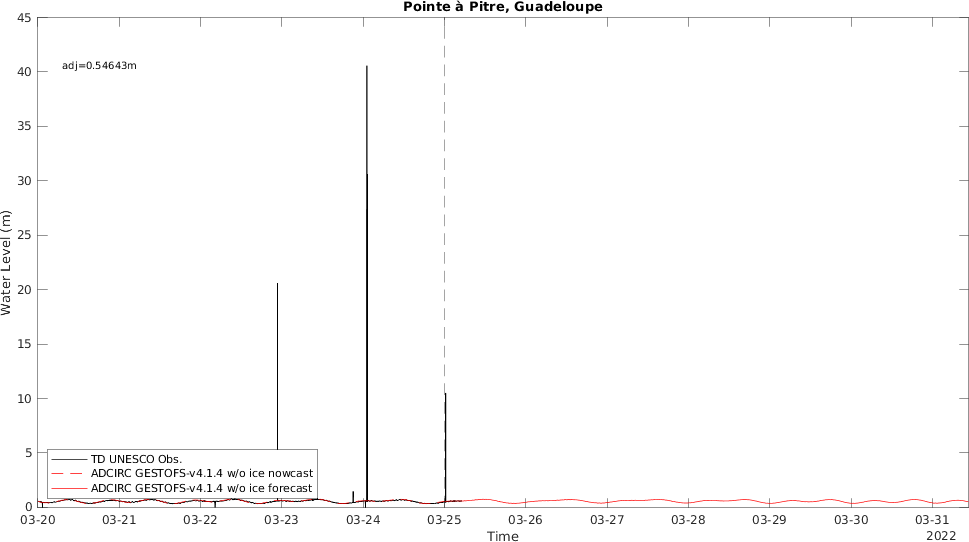 Pointe à Pitre, Guadeloupe
adj=0.54643m
45
40
35
30
25
20
15
10
5
0
Water Level (m)
TD UNESCO Obs.
ADCIRC GESTOFS-v4.1.4 w/o ice nowcast
ADCIRC GESTOFS-v4.1.4 w/o ice forecast
03-20 03-21 03-22 03-23 03-24 03-25 03-26 03-27 03-28 03-29 03-30 03-31
Time
2022